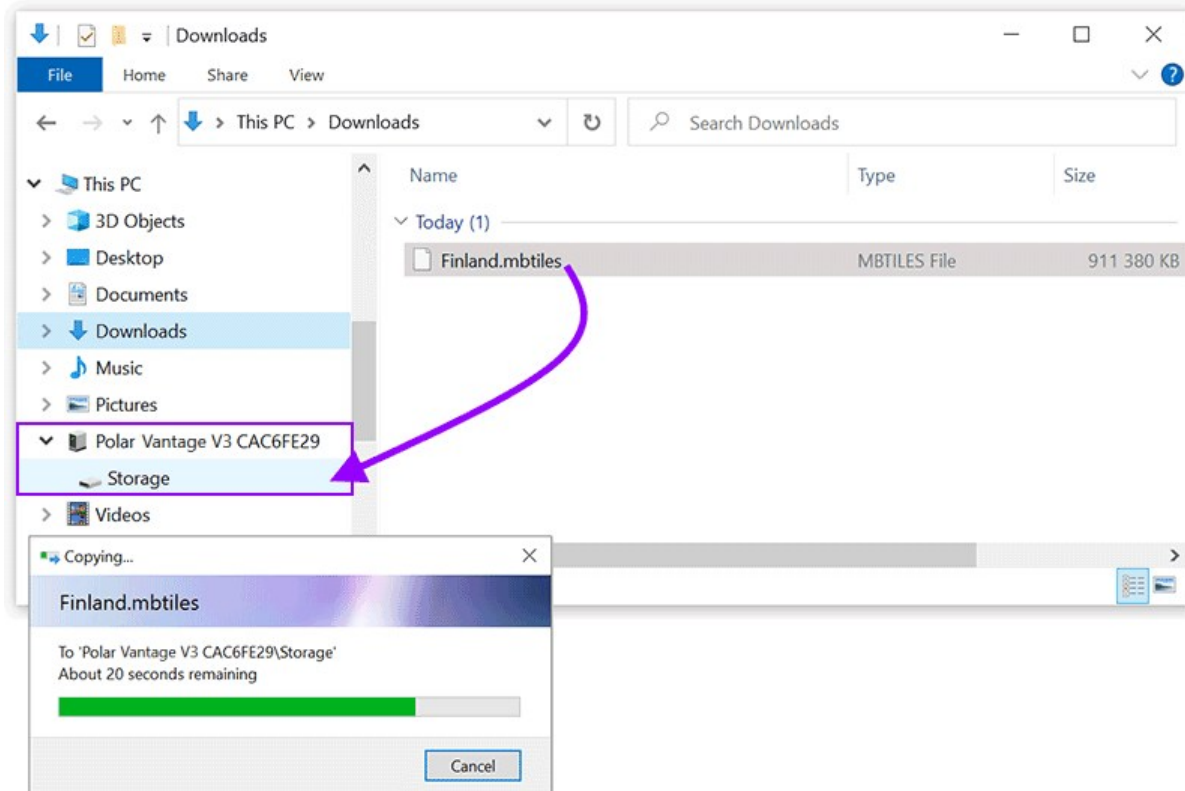 Downloads
File Home Share View
This PC > Downloads
Search Downloads
Name Type Size
This PC
3D Objects
Desktop
Documents
Downloads
Music
Pictures
Polar Vantage V3 CAC6FE29
Storage
Videos
Today (1)
Finland.mbtiles MBTILES File 911 380 KB
Copying...
Finland.mbtiles
To 'Polar Vantage V3 CAC6FE29\Storage'
About 20 seconds remaining
Cancel